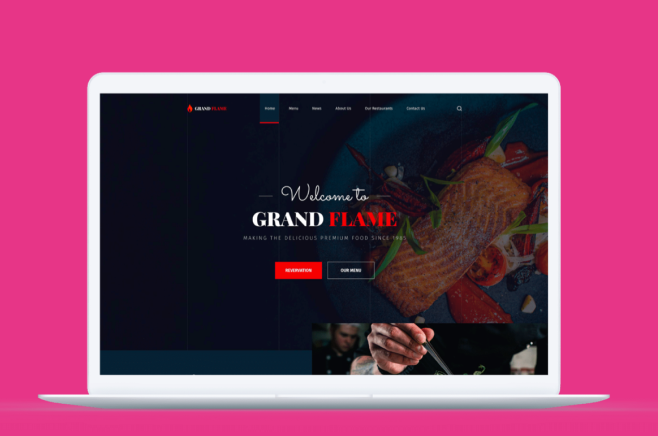 GRAND FLAME
Home Menu News About Us Our Restaurants Contact Us
Welcome to
GRAND FLAME
MAKING THE DELICIOUS PREMIUM FOOD SINCE 1985
RESERVATION OUR MENU